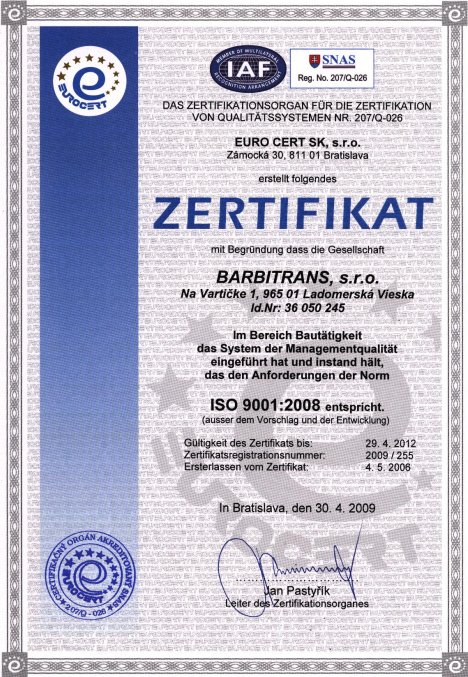 EUROCERT
MEMBER OF MULTILATERAL
IAF
RECOGNITION ARRANGEMENT
SNAS
Reg. No. 207/Q-026
DAS ZERTIFIKATIONSORGAN FÜR DIE ZERTIFIKATION
VON QUALITÄTSSYSTEMEN NR. 207/Q-026
EURO CERT SK, s.r.o.
Zámocká 30, 811 01 Bratislava
erstellt folgendes
ZERTIFIKAT
mit Begründung dass die Gesellschaft
BARBITRANS, s.r.o.
Na Vartičke 1, 965 01 Ladomerská Vieska
Id.Nr: 36 050 245
Im Bereich Bautätigkeit
das System der Managementqualität
eingeführt hat und instand hält,
das den Anforderungen der Norm
ISO 9001:2008 entspricht.
(ausser dem Vorschlag und der Entwicklung)
Gültigkeit des Zertifikats bis: 29. 4. 2012
Zertifikatsregistrationsnummer: 2009 / 255
Ersterlassen vom Zertifikat: 4. 5. 2006
EUROCERT
In Bratislava, den 30. 4. 2009
Jan Pastyřík
Leiter des Zertifikationsorganes
CERTIFIKAČNÝ ORGÁN AKREDITOVANÝ SNAS
EUROCERT
207/Q - 026